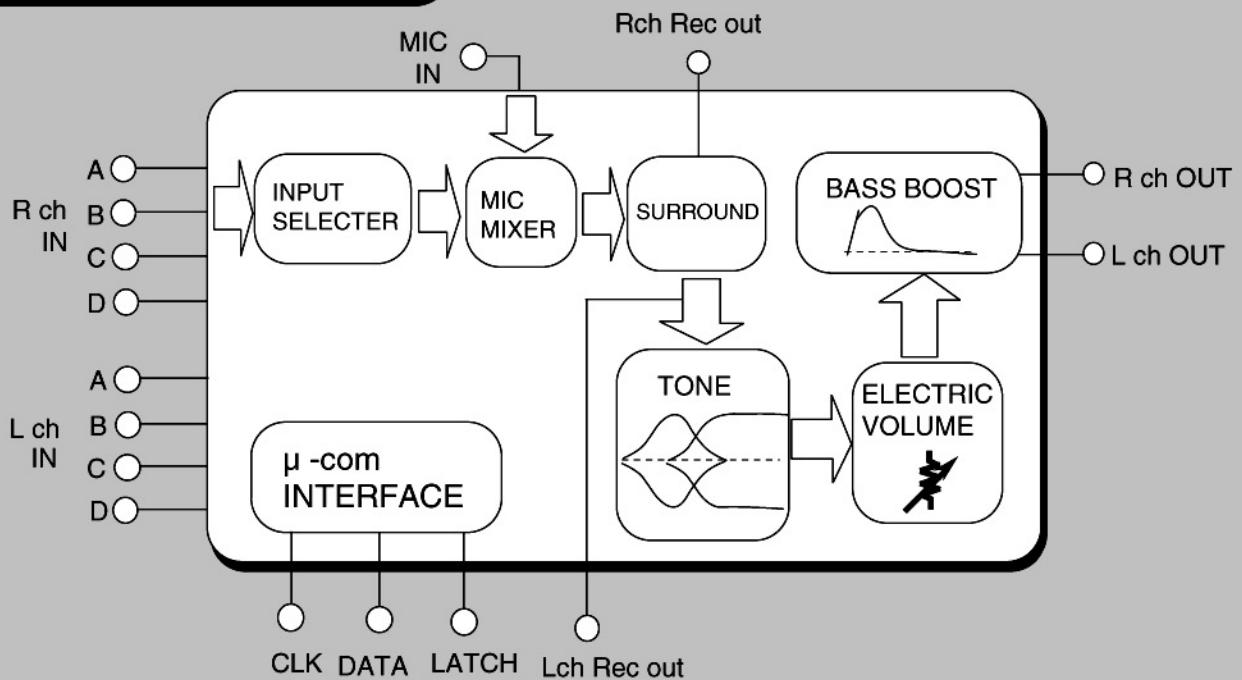 Rch Rec out
MIC
IN
A
B
C
D
R ch
IN
INPUT
SELECTER
MIC
MIXER
SURROUND
BASS BOOST
R ch OUT
L ch OUT
A
B
C
D
L ch
IN
µ -com
INTERFACE
TONE
ELECTRIC
VOLUME
CLK
DATA
LATCH
Lch Rec out